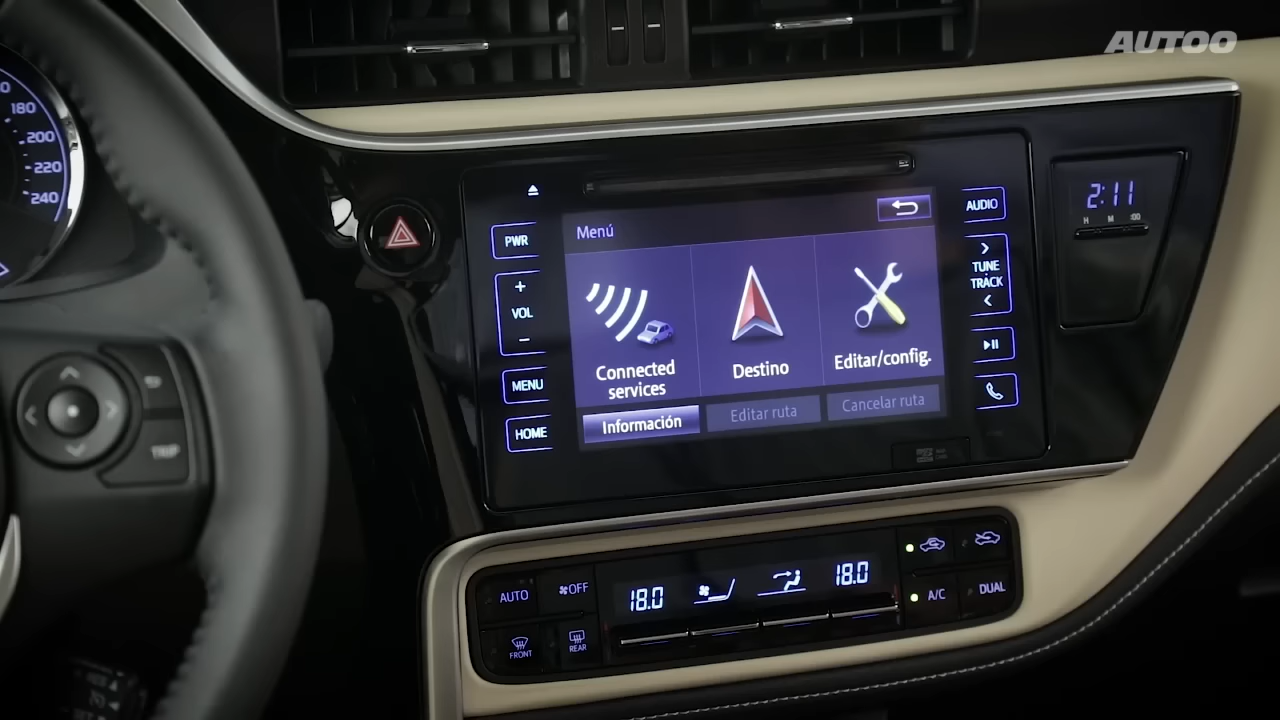 AUTOO
180
200
220
240
2:11
H M :00
PWR
+
VOL
-
MENU
HOME
Menú
Connected
services
Destino
Editar/config.
Información
Editar ruta
Cancelar ruta
AUDIO
TUNE
TRACK
TRIP
AUTO
OFF
18.0
18.0
A/C
DUAL
FRONT
REAR